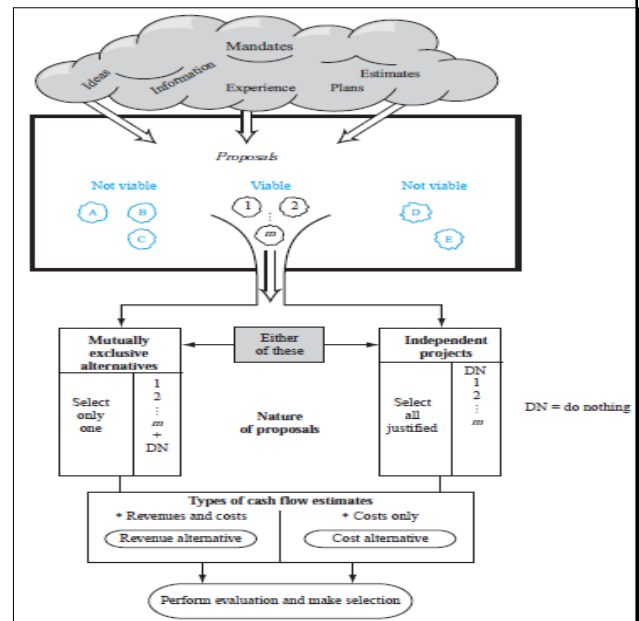 Mandates
Ideas
Information
Estimates
Experience
Plans
Proposals
Not viable
Viable
Not viable
A
B
C
1
2
⋮
m
D
E
Mutually
exclusive
alternatives
Select
only
one
1
2
⋮
m
+
DN
Either
of these
Nature
of proposals
Independent
projects
Select
all
justified
DN
1
2
⋮
m
DN = do nothing
Types of cash flow estimates
* Revenues and costs
* Costs only
Revenue alternative
Cost alternative
Perform evaluation and make selection